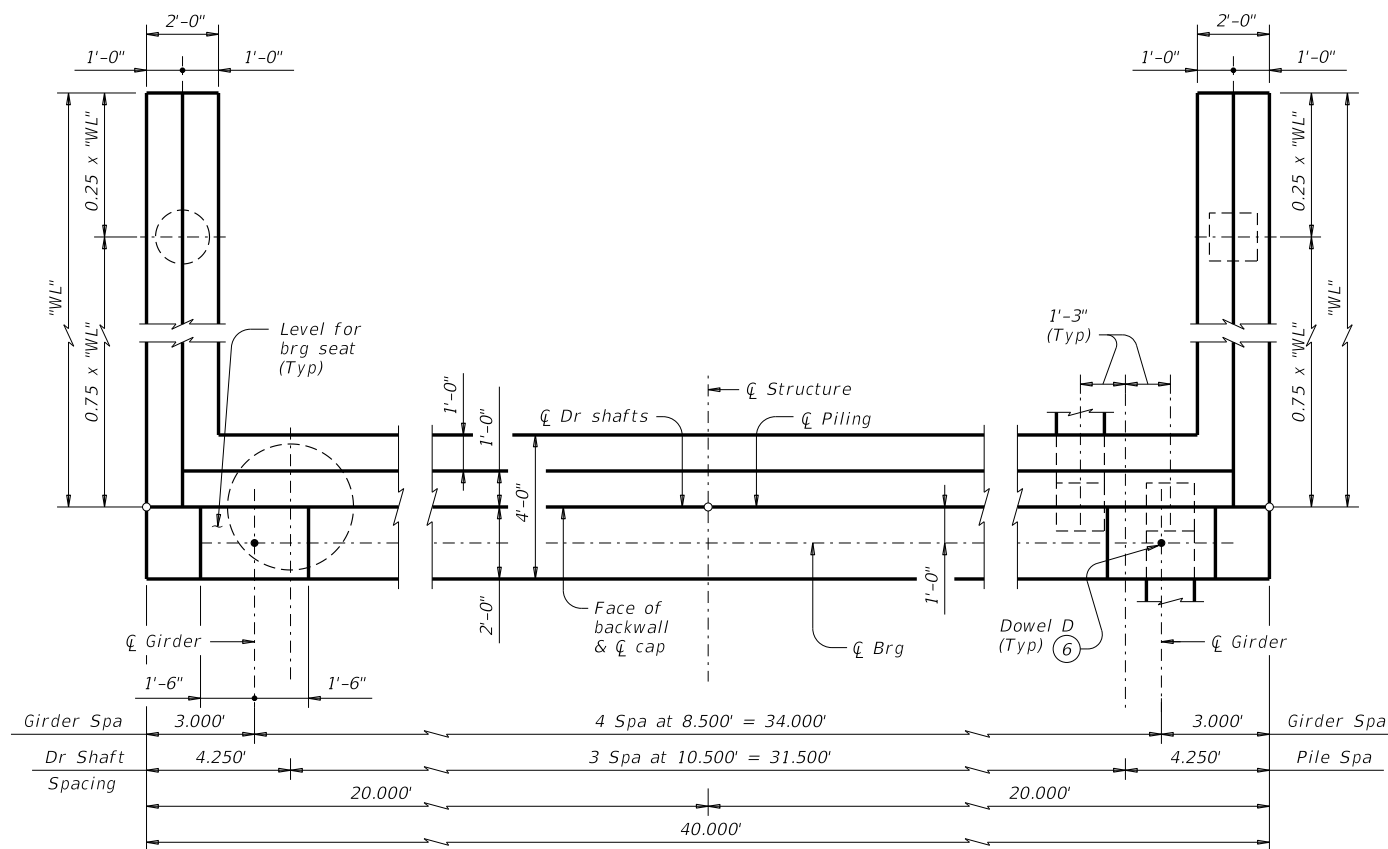 2'-0"
2'-0"
1'-0"
1'-0"
1'-0"
1'-0"
0.25 x "WL"
0.25 x "WL"
"WL"
0.75 x "WL"
"WL"
0.75 x "WL"
Level for
brg seat
(Typ)
1'-3"
(Typ)
℄ Structure
1'-0"
1'-0"
℄ Dr shafts
℄ Piling
4'-0"
2'-0"
1'-0"
Face of
backwall
& ℄ cap
℄ Brg
Dowel D
(Typ) 6
℄ Girder
℄ Girder
1'-6"
1'-6"
Girder Spa
3.000'
4 Spa at 8.500' = 34.000'
3.000'
Girder Spa
Dr Shaft
Spacing
4.250'
3 Spa at 10.500' = 31.500'
4.250'
Pile Spa
20.000'
20.000'
40.000'